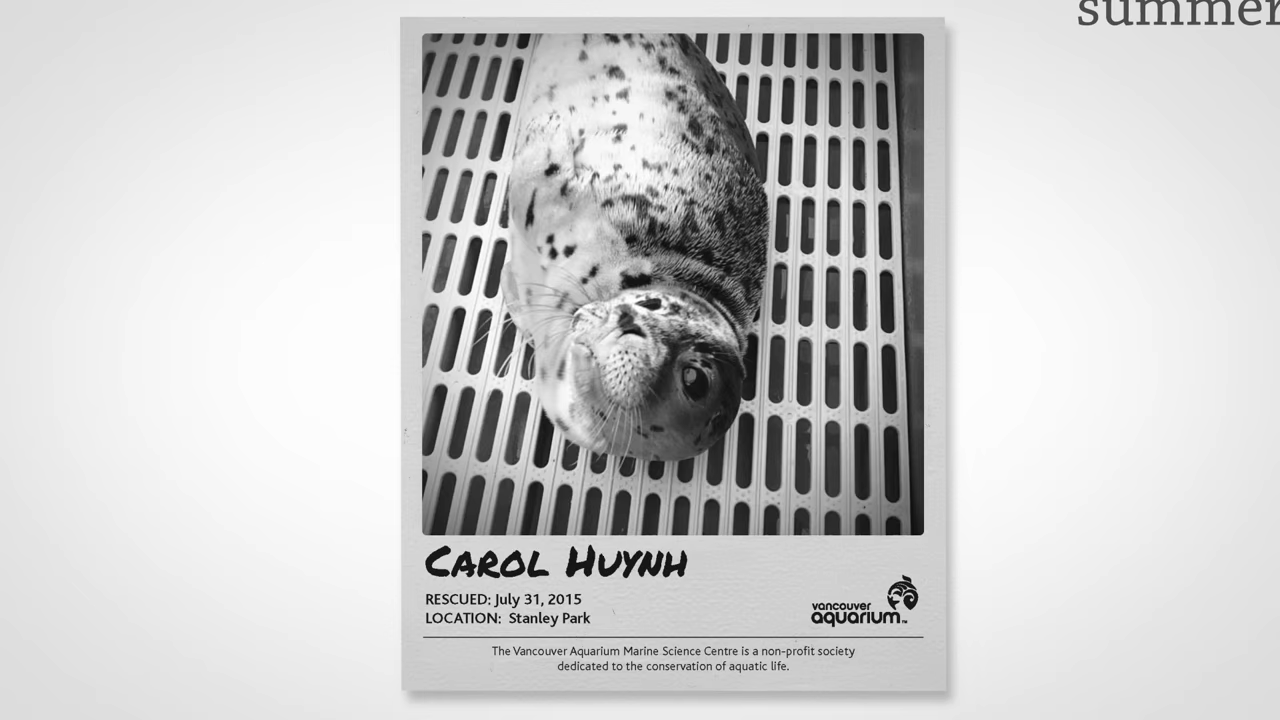 summer
CAROL HUYNH
RESCUED: July 31, 2015
LOCATION: Stanley Park
vancouver
aquarium™
The Vancouver Aquarium Marine Science Centre is a non-profit society
dedicated to the conservation of aquatic life.